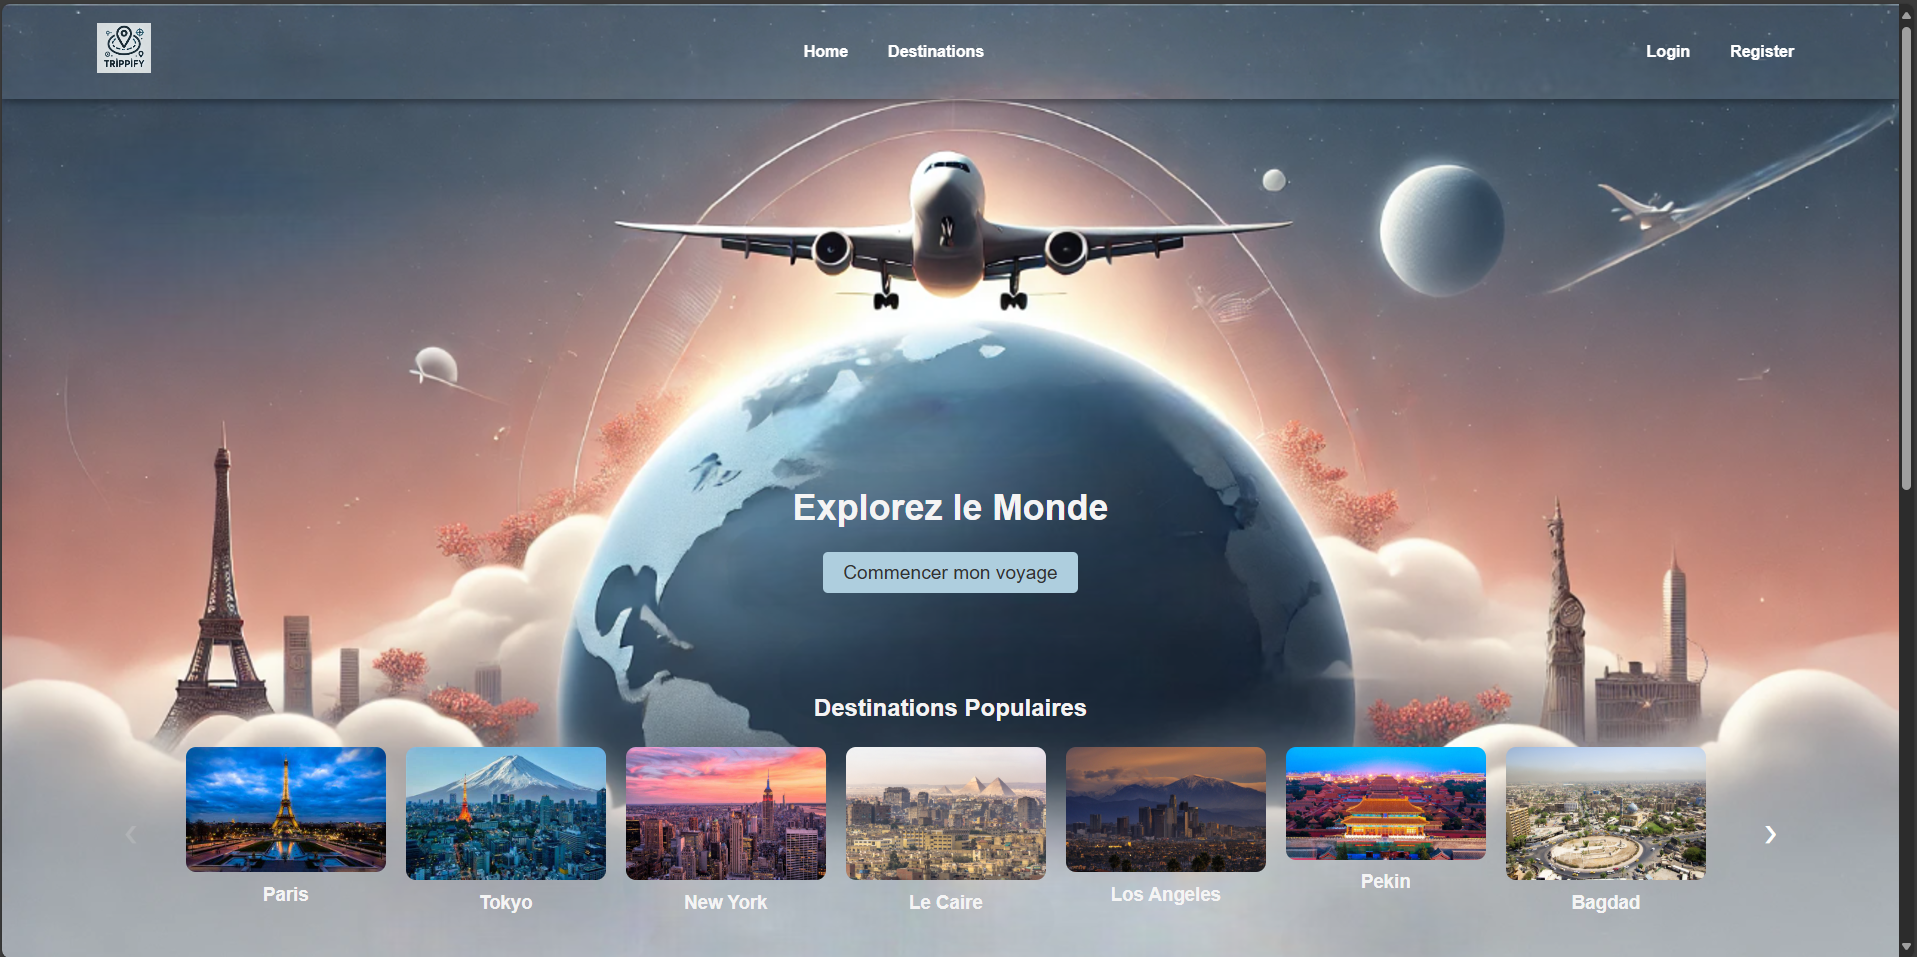 TRIPPIFY
Home
Destinations
Login
Register
Explorez le Monde
Commencer mon voyage
Destinations Populaires
Paris
Tokyo
New York
Le Caire
Los Angeles
Pekin
Bagdad